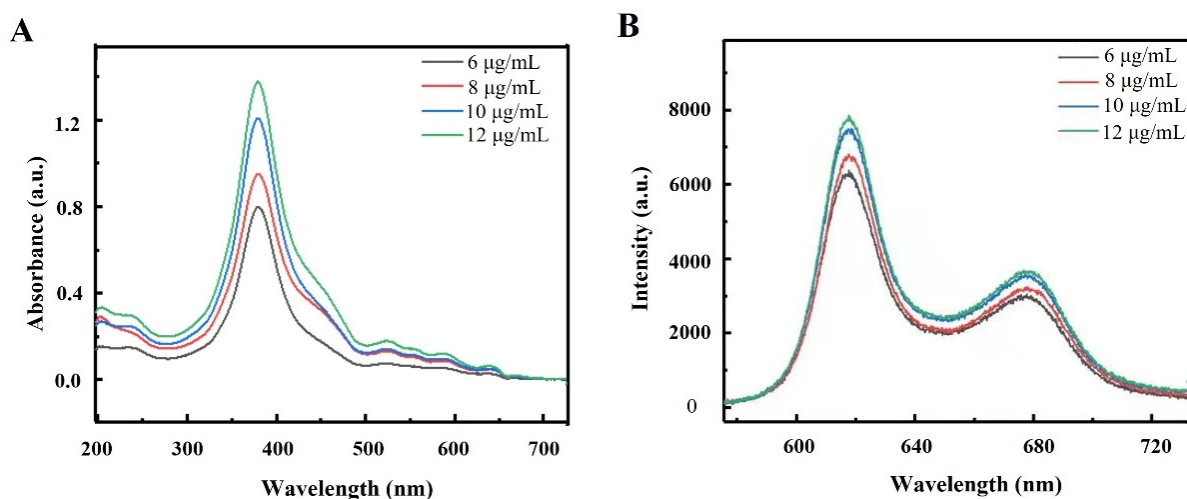 A
6 μg/mL
8 μg/mL
10 μg/mL
12 μg/mL
1.2
0.8
0.4
0.0
Absorbance (a.u.)
200 300 400 500 600 700
Wavelength (nm)
B
6 μg/mL
8 μg/mL
10 μg/mL
12 μg/mL
8000
6000
4000
2000
0
Intensity (a.u.)
600 640 680 720
Wavelength (nm)